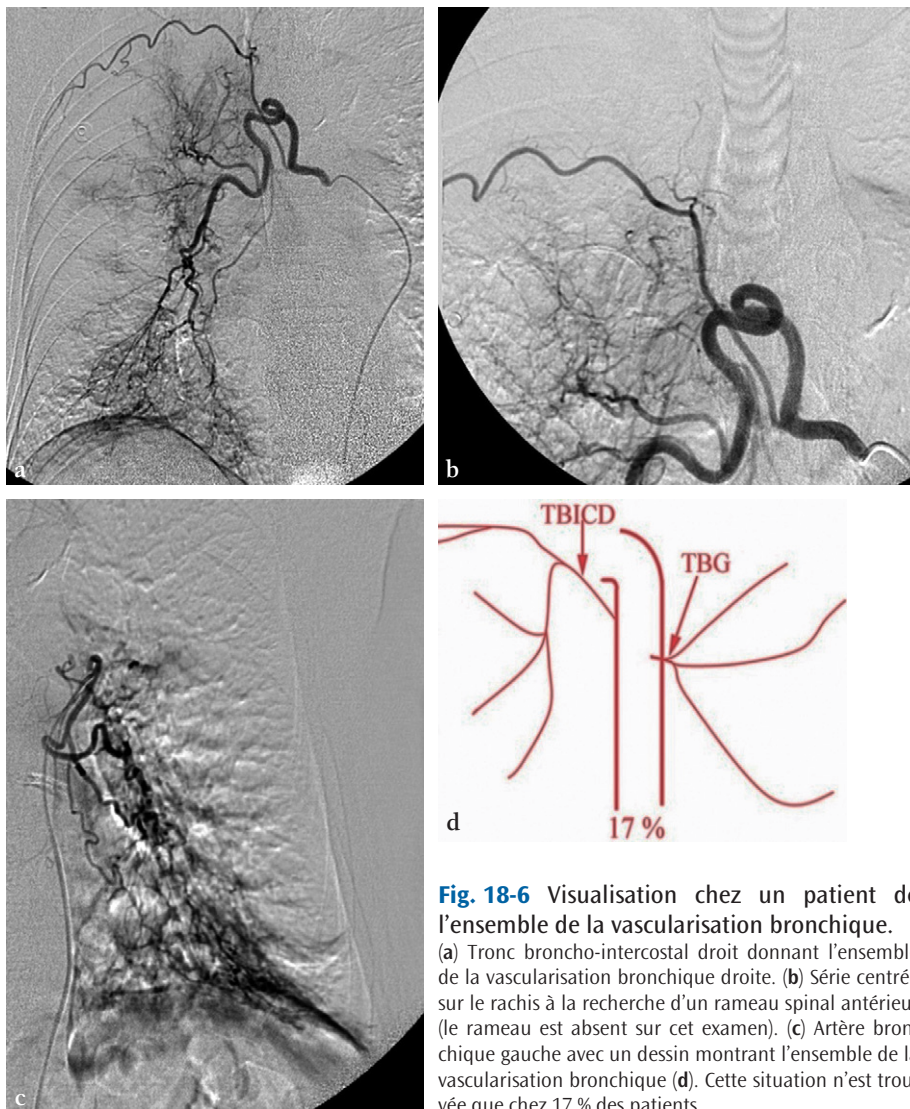 a
b
c
TBICD
TBG
d
17 %
Fig. 18-6 Visualisation chez un patient de
l'ensemble de la vascularisation bronchique.
(a) Tronc broncho-intercostal droit donnant l'ensembl
de la vascularisation bronchique droite. (b) Série centré
sur le rachis à la recherche d'un rameau spinal antérieu
(le rameau est absent sur cet examen). (c) Artère bron
chique gauche avec un dessin montrant l'ensemble de la
vascularisation bronchique (d). Cette situation n'est trou
vée que chez 17 % des patients